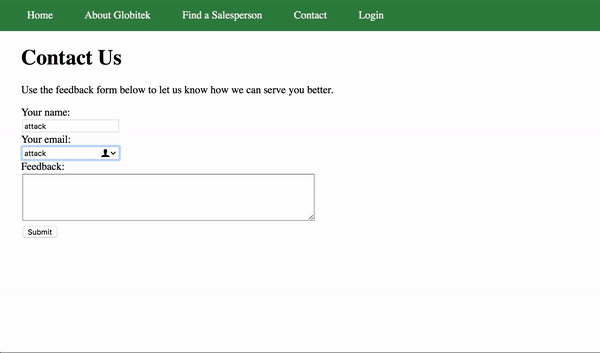 Home About Globitek Find a Salesperson Contact Login
Contact Us
Use the feedback form below to let us know how we can serve you better.
Your name:
attack
Your email:
attack
Feedback:
Submit